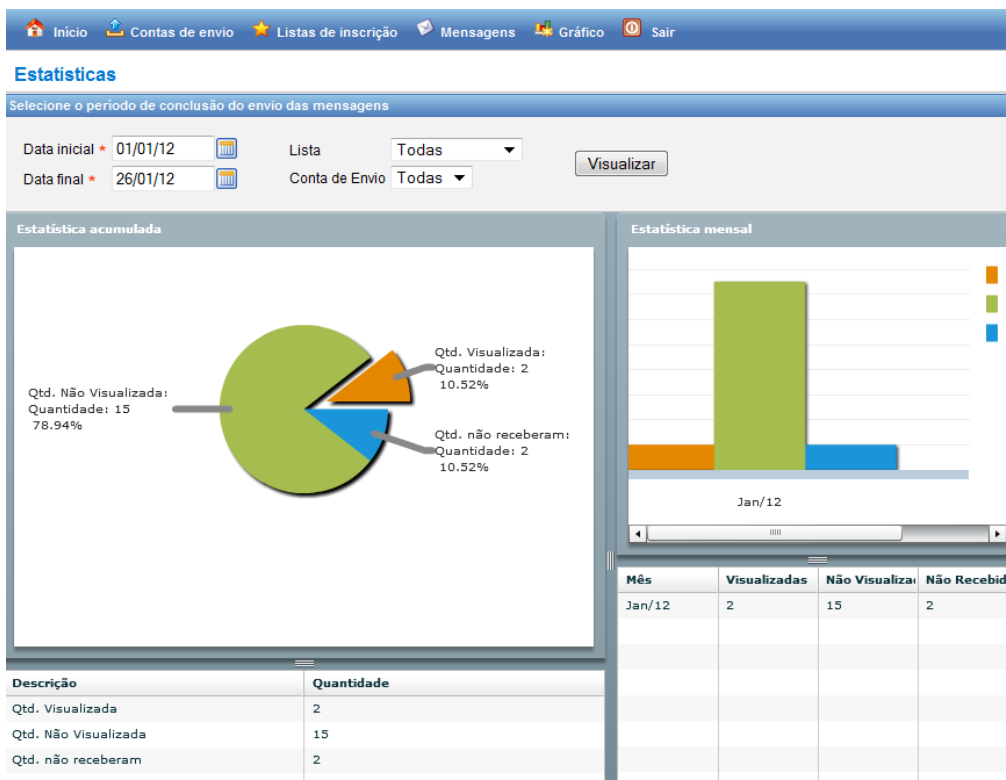 Início Contas de envio Listas de inscrição Mensagens Gráfico Sair
Estatísticas
Selecione o período de conclusão do envio das mensagens
Data inicial * 01/01/12 Lista Todas
Data final * 26/01/12 Conta de Envio Todas
Visualizar
Estatística acumulada
Qtd. Visualizada:
Quantidade: 2
10.52%
Qtd. Não Visualizada:
Quantidade: 15
78.94%
Qtd. não receberam:
Quantidade: 2
10.52%
Descrição Quantidade
Qtd. Visualizada 2
Qtd. Não Visualizada 15
Qtd. não receberam 2
Estatística mensal
Jan/12
Mês Visualizadas Não Visualiza Não Recebid
Jan/12 2 15 2